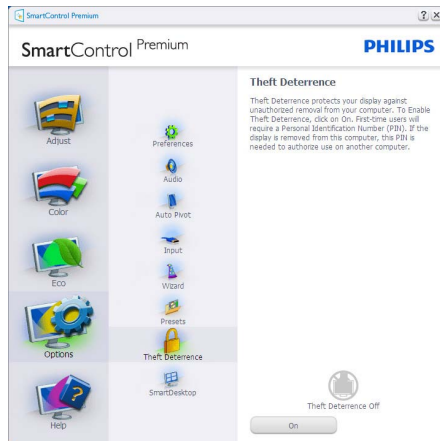 SmartControl Premium
SmartControl Premium
PHILIPS
Adjust
Color
Eco
Options
Help
Preferences
Audio
Auto Pivot
Input
Wizard
Presets
Theft Deterrence
SmartDesktop
Theft Deterrence
Theft Deterrence protects your display against
unauthorized removal from your computer. To Enable
Theft Deterrence, click on On. First-time users will
require a Personal Identification Number (PIN). If the
display is removed from this computer, this PIN is
needed to authorize use on another computer.
Theft Deterrence Off
On